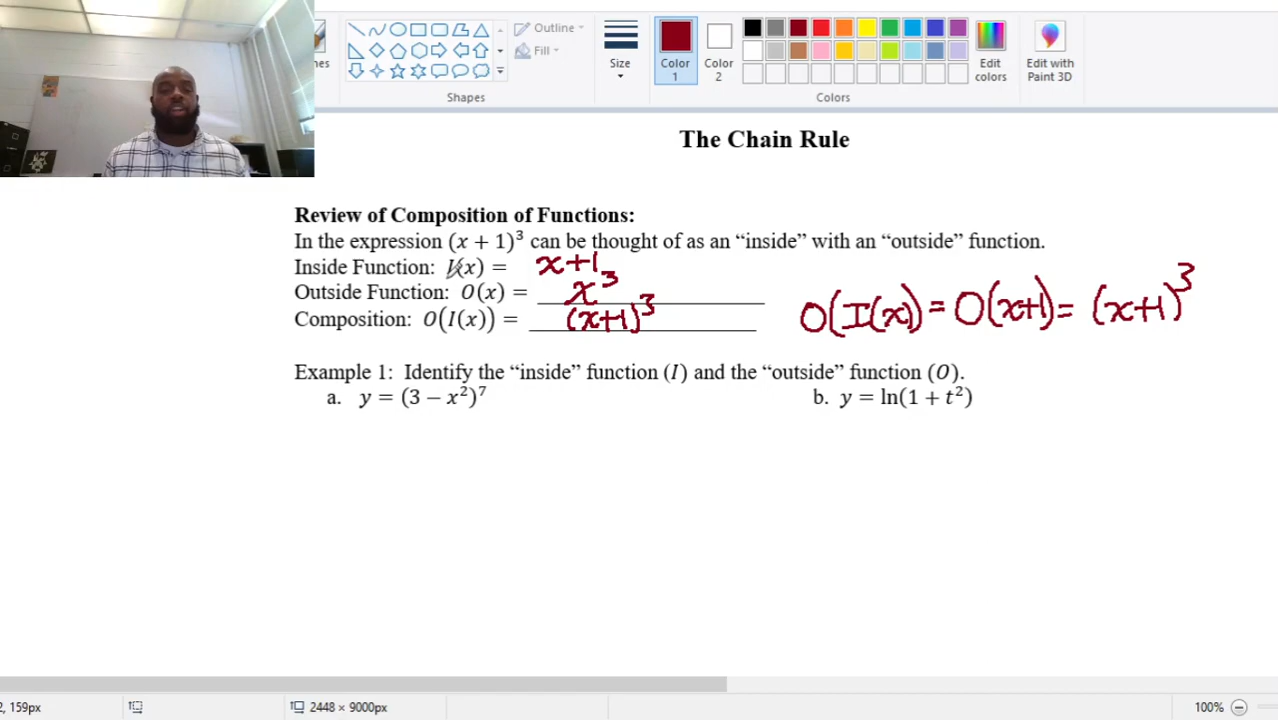 Outline
Fill
Size
Color 1
Color 2
Edit colors
Edit with Paint 3D
Shapes
Colors
The Chain Rule
Review of Composition of Functions:
In the expression (x + 1)³ can be thought of as an “inside” with an “outside” function.
Inside Function: I(x) = x+1
Outside Function: O(x) = x³
Composition: O(I(x)) = (x+1)³
O(I(x)) = O(x+1) = (x+1)³
Example 1: Identify the “inside” function (I) and the “outside” function (O).
a. y = (3 − x²)⁷
b. y = ln(1 + t²)
, 159px
2448 × 9000px
100%